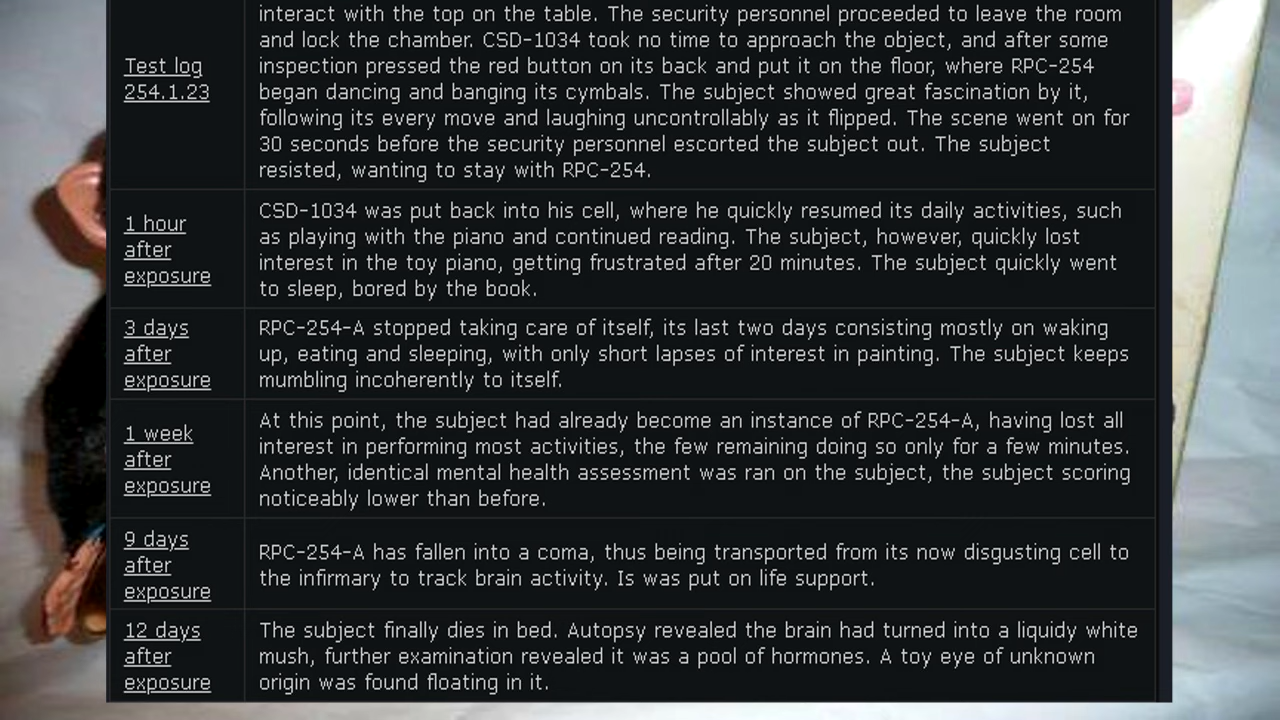 interact with the top on the table. The security personnel proceeded to leave the room
and lock the chamber. CSD-1034 took no time to approach the object, and after some
Test log
254.1.23
inspection pressed the red button on its back and put it on the floor, where RPC-254
began dancing and banging its cymbals. The subject showed great fascination by it,
following its every move and laughing uncontrollably as it flipped. The scene went on for
30 seconds before the security personnel escorted the subject out. The subject
resisted, wanting to stay with RPC-254.
1 hour
after
exposure
CSD-1034 was put back into his cell, where he quickly resumed its daily activities, such
as playing with the piano and continued reading. The subject, however, quickly lost
interest in the toy piano, getting frustrated after 20 minutes. The subject quickly went
to sleep, bored by the book.
3 days
after
exposure
RPC-254-A stopped taking care of itself, its last two days consisting mostly on waking
up, eating and sleeping, with only short lapses of interest in painting. The subject keeps
mumbling incoherently to itself.
1 week
after
exposure
At this point, the subject had already become an instance of RPC-254-A, having lost all
interest in performing most activities, the few remaining doing so only for a few minutes.
Another, identical mental health assessment was ran on the subject, the subject scoring
noticeably lower than before.
9 days
after
exposure
RPC-254-A has fallen into a coma, thus being transported from its now disgusting cell to
the infirmary to track brain activity. Is was put on life support.
12 days
after
exposure
The subject finally dies in bed. Autopsy revealed the brain had turned into a liquidy white
mush, further examination revealed it was a pool of hormones. A toy eye of unknown
origin was found floating in it.